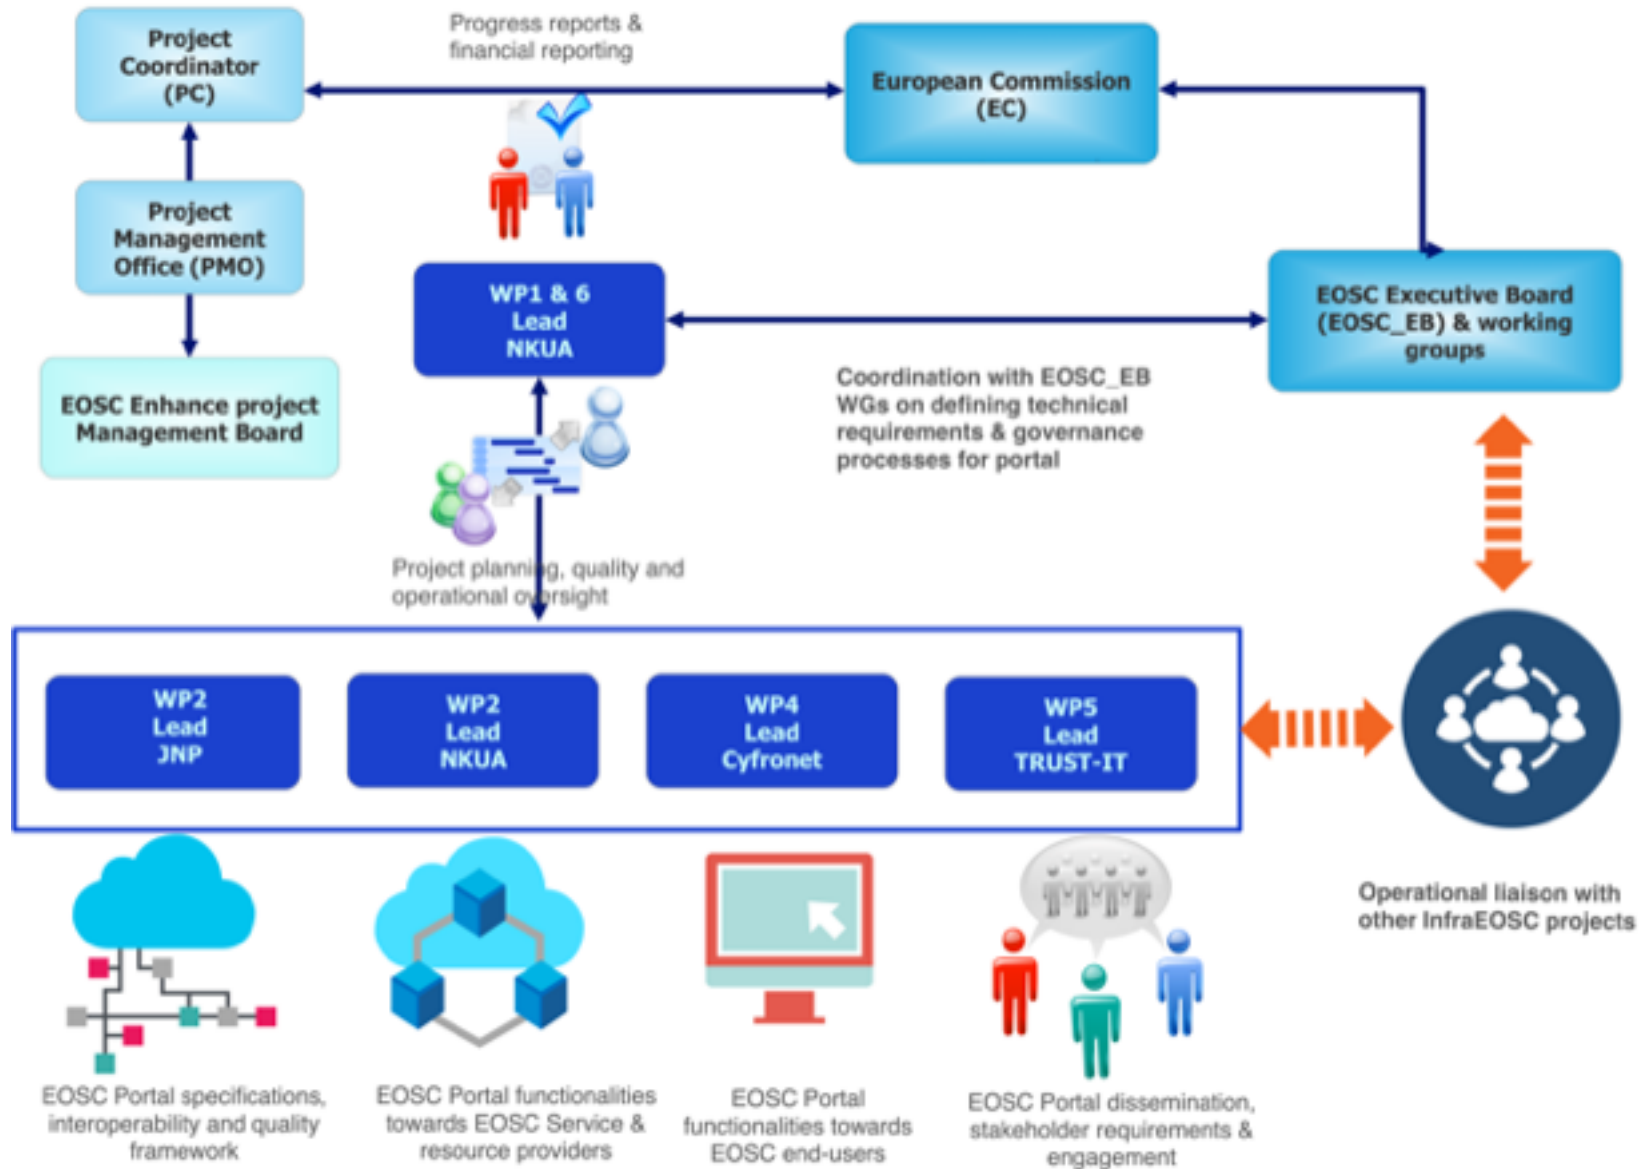 Project
Coordinator
(PC)
Progress reports &
financial reporting
European Commission
(EC)
Project
Management
Office (PMO)
WP1 & 6
Lead
NKUA
EOSC Executive Board
(EOSC_EB) & working
groups
EOSC Enhance project
Management Board
Coordination with EOSC_EB
WGs on defining technical
requirements & governance
processes for portal
Project planning, quality and
operational oversight
WP2
Lead
JNP
WP2
Lead
NKUA
WP4
Lead
Cyfronet
WP5
Lead
TRUST-IT
Operational liaison with
other InfraEOSC projects
EOSC Portal specifications,
interoperability and quality
framework
EOSC Portal functionalities
towards EOSC Service &
resource providers
EOSC Portal
functionalities towards
EOSC end-users
EOSC Portal dissemination,
stakeholder requirements &
engagement